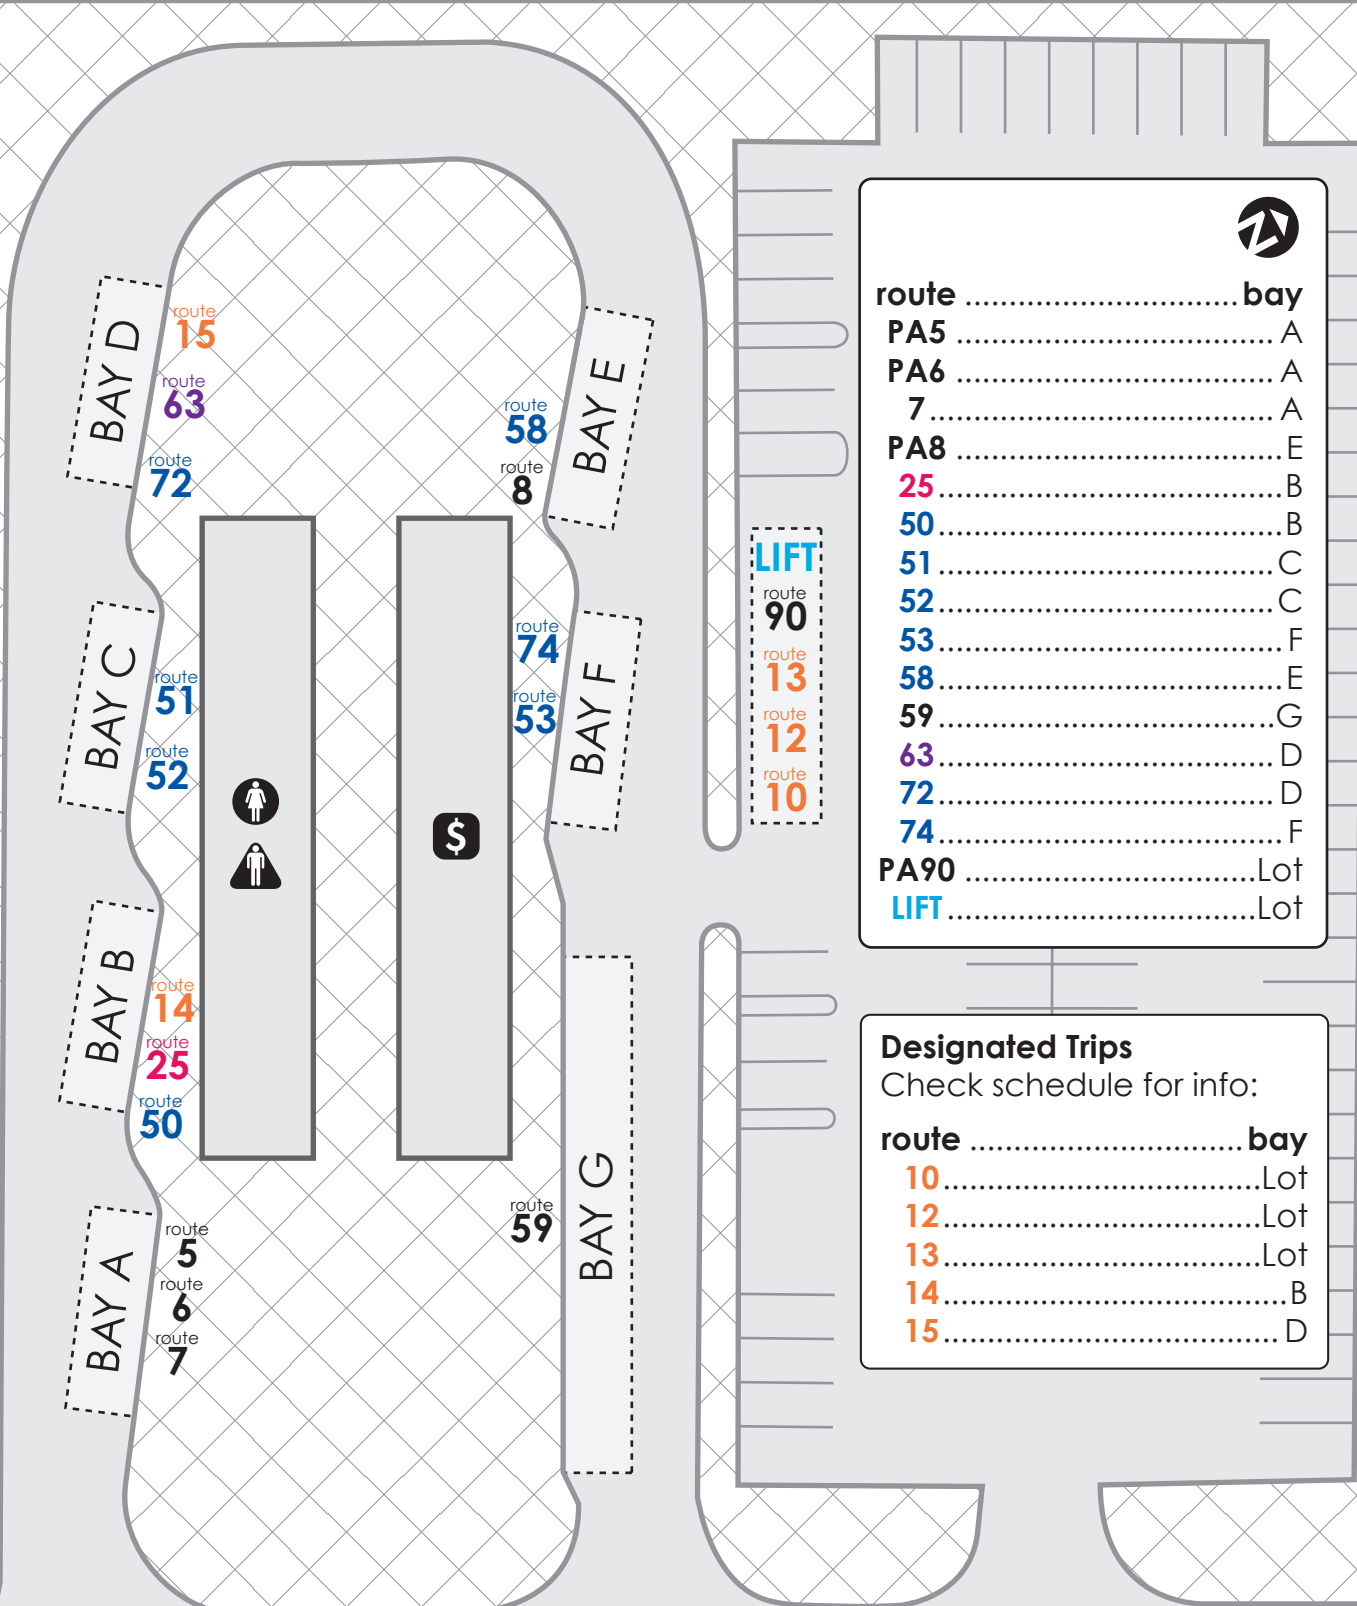 BAY D
route
15
route
63
route
72
BAY C
route
51
route
52
BAY B
route
14
route
25
route
50
BAY A
route
5
route
6
route
7
BAY E
route
58
route
8
BAY F
route
74
route
53
$
BAY G
route
59
LIFT
route
90
route
13
route
12
route
10
route .............................. bay
PA5 .............................. A
PA6 .............................. A
7 .............................. A
PA8 .............................. E
25 .............................. B
50 .............................. B
51 .............................. C
52 .............................. C
53 .............................. F
58 .............................. E
59 .............................. G
63 .............................. D
72 .............................. D
74 .............................. F
PA90 .............................. Lot
LIFT .............................. Lot
Designated Trips
Check schedule for info:
route .............................. bay
10 .............................. Lot
12 .............................. Lot
13 .............................. Lot
14 .............................. B
15 .............................. D